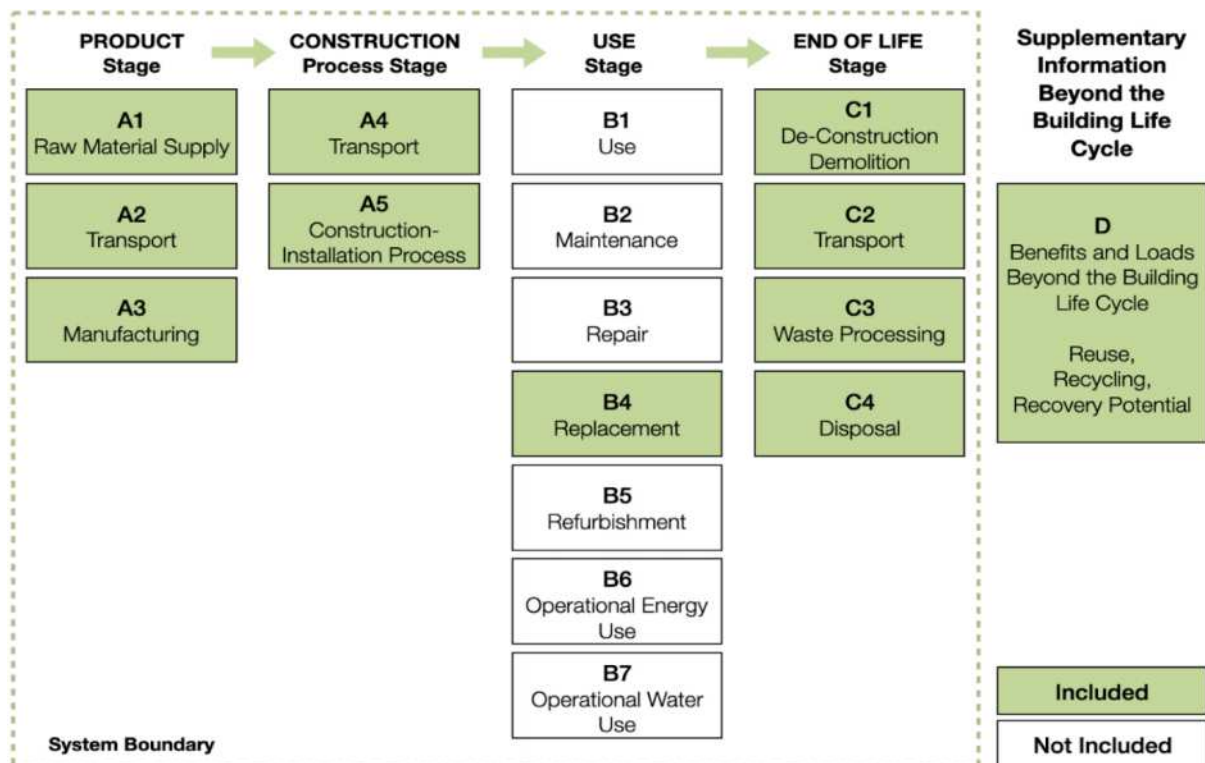 PRODUCT
Stage
A1
Raw Material Supply
A2
Transport
A3
Manufacturing
CONSTRUCTION
Process Stage
A4
Transport
A5
Construction-
Installation Process
USE
Stage
B1
Use
B2
Maintenance
B3
Repair
B4
Replacement
B5
Refurbishment
B6
Operational Energy
Use
B7
Operational Water
Use
END OF LIFE
Stage
C1
De-Construction
Demolition
C2
Transport
C3
Waste Processing
C4
Disposal
System Boundary
Supplementary
Information
Beyond the
Building Life
Cycle
D
Benefits and Loads
Beyond the Building
Life Cycle
Reuse,
Recycling,
Recovery Potential
Included
Not Included